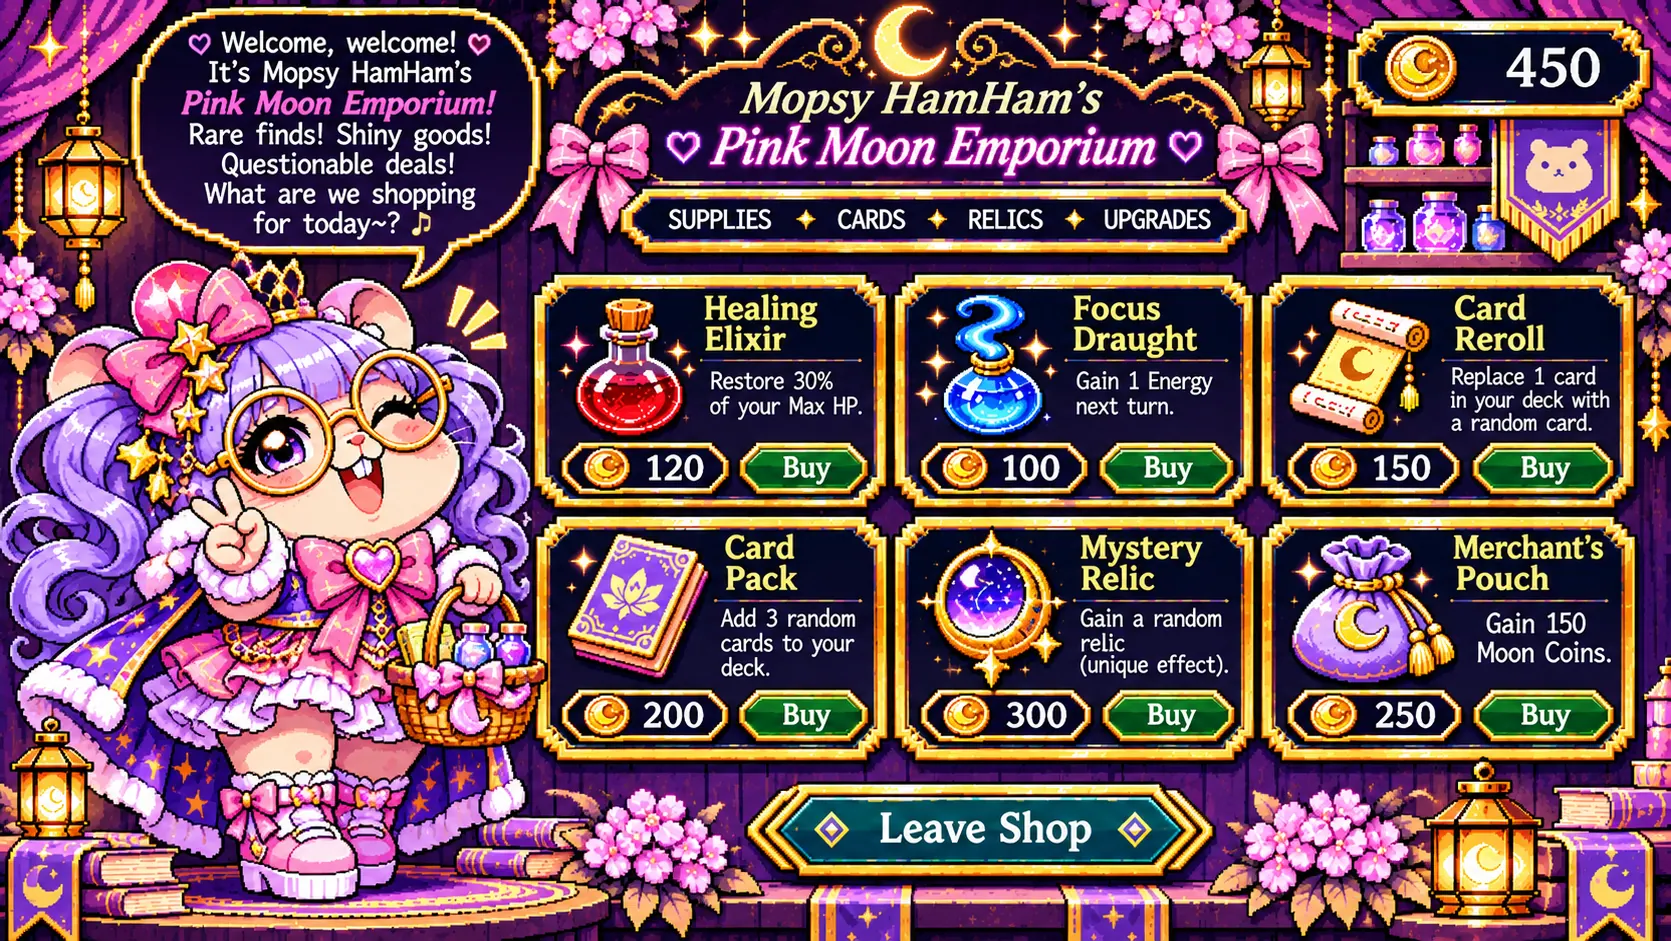 ♡ Welcome, welcome! ♡
It's Mopsy HamHam's
Pink Moon Emporium!
Rare finds! Shiny goods!
Questionable deals!
What are we shopping
for today~? ♫
Mopsy HamHam's
♡ Pink Moon Emporium ♡
450
SUPPLIES ✦ CARDS ✦ RELICS ✦ UPGRADES
Healing
Elixir
Restore 30%
of your Max HP.
120
Buy
Focus
Draught
Gain 1 Energy
next turn.
100
Buy
Card
Reroll
Replace 1 card
in your deck with
a random card.
150
Buy
Card
Pack
Add 3 random
cards to your
deck.
200
Buy
Mystery
Relic
Gain a random
relic
(unique effect).
300
Buy
Merchant's
Pouch
Gain 150
Moon Coins.
250
Buy
Leave Shop